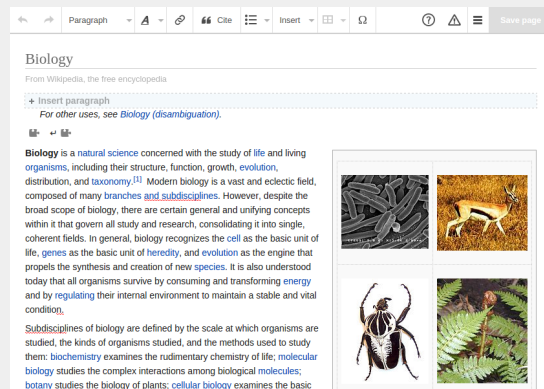 Paragraph
A
Cite
Insert
Ω
Save page
Biology
From Wikipedia, the free encyclopedia
+ Insert paragraph
For other uses, see Biology (disambiguation).
Biology is a natural science concerned with the study of life and living
organisms, including their structure, function, growth, evolution,
distribution, and taxonomy.[1] Modern biology is a vast and eclectic field,
composed of many branches and subdisciplines. However, despite the
broad scope of biology, there are certain general and unifying concepts
within it that govern all study and research, consolidating it into single,
coherent fields. In general, biology recognizes the cell as the basic unit of
life, genes as the basic unit of heredity, and evolution as the engine that
propels the synthesis and creation of new species. It is also understood
today that all organisms survive by consuming and transforming energy
and by regulating their internal environment to maintain a stable and vital
condition.
Subdisciplines of biology are defined by the scale at which organisms are
studied, the kinds of organisms studied, and the methods used to study
them: biochemistry examines the rudimentary chemistry of life; molecular
biology studies the complex interactions among biological molecules;
botany studies the biology of plants; cellular biology examines the basic